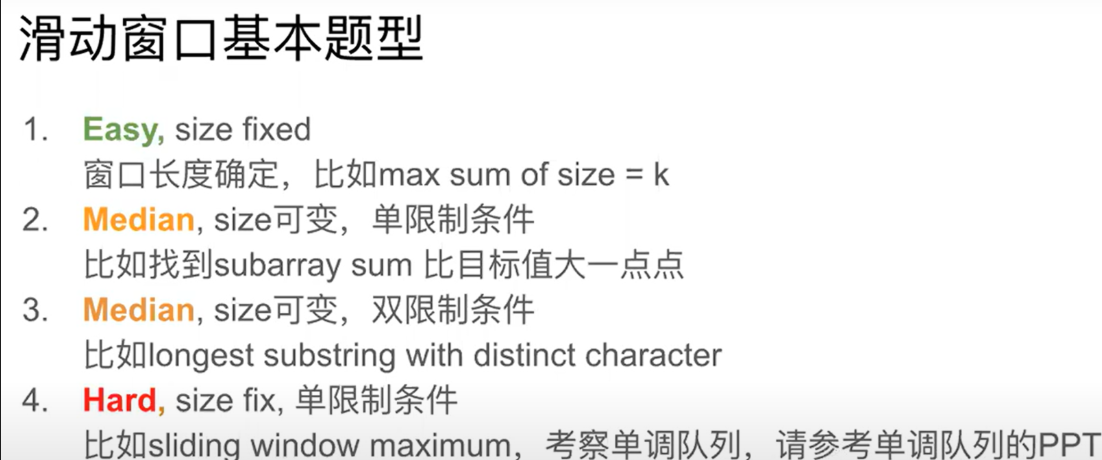 滑动窗口基本题型
1. Easy, size fixed
窗口长度确定，比如max sum of size = k
2. Median, size可变，单限制条件
比如找到subarray sum 比目标值大一点点
3. Median, size可变，双限制条件
比如longest substring with distinct character
4. Hard, size fix, 单限制条件
比如sliding window maximum，考察单调队列，请参考单调队列的PPT